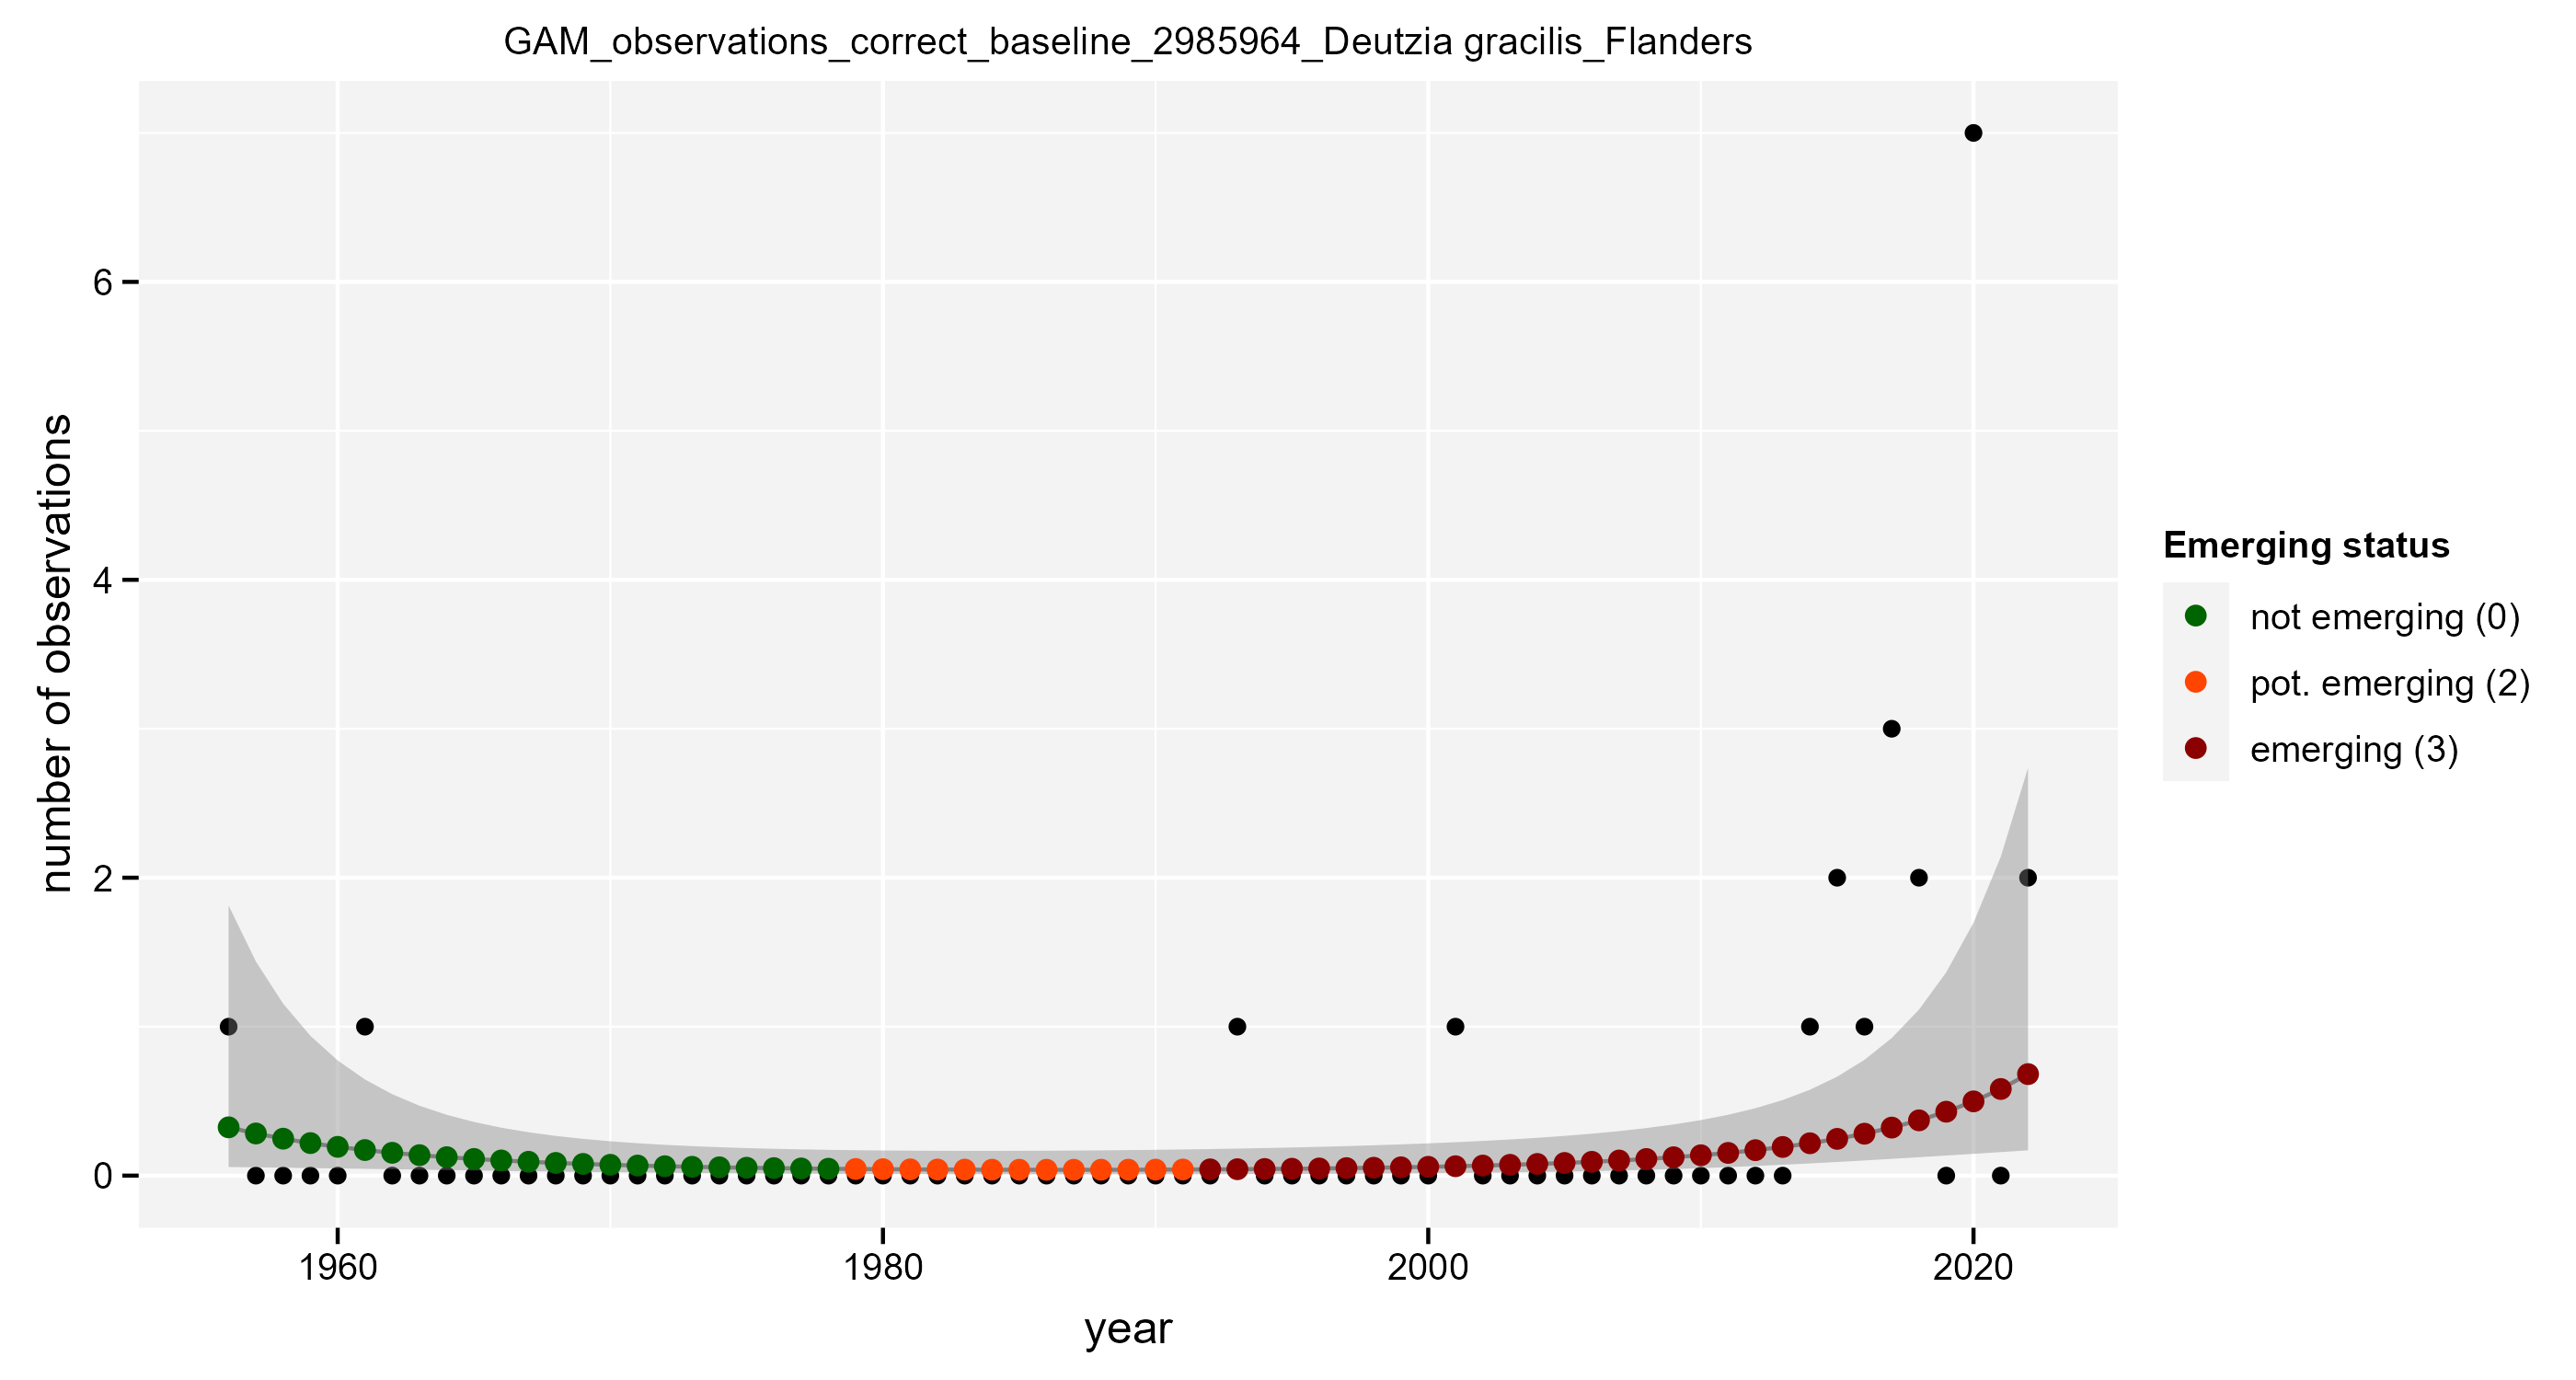 GAM_observations_correct_baseline_2985964_Deutzia gracilis_Flanders
number of observations
6
4
2
0
1960
1980
2000
2020
year
Emerging status
not emerging (0)
pot. emerging (2)
emerging (3)